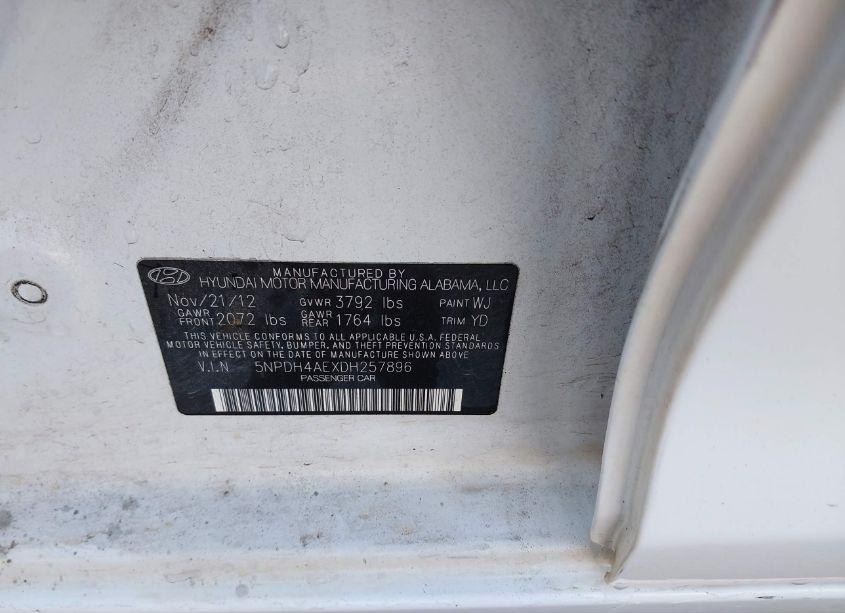 MANUFACTURED BY
HYUNDAI MOTOR MANUFACTURING ALABAMA, LLC
Nov/21/12 GVWR 3792 lbs PAINT WJ
GAWR FRONT 2072 lbs GAWR REAR 1764 lbs TRIM YD
THIS VEHICLE CONFORMS TO ALL APPLICABLE U.S.A. FEDERAL
MOTOR VEHICLE SAFETY, BUMPER, AND THEFT PREVENTION STANDARDS
IN EFFECT ON THE DATE OF MANUFACTURE SHOWN ABOVE
V.I.N 5NPDH4AEXDH257896
PASSENGER CAR